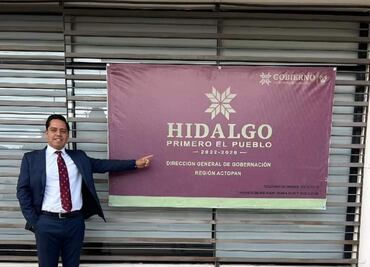 GOBIERNO
HIDALGO
PRIMERO EL PUEBLO
2022-2028
DIRECCIÓN GENERAL DE GOBERNACIÓN
REGIÓN ACTOPAN